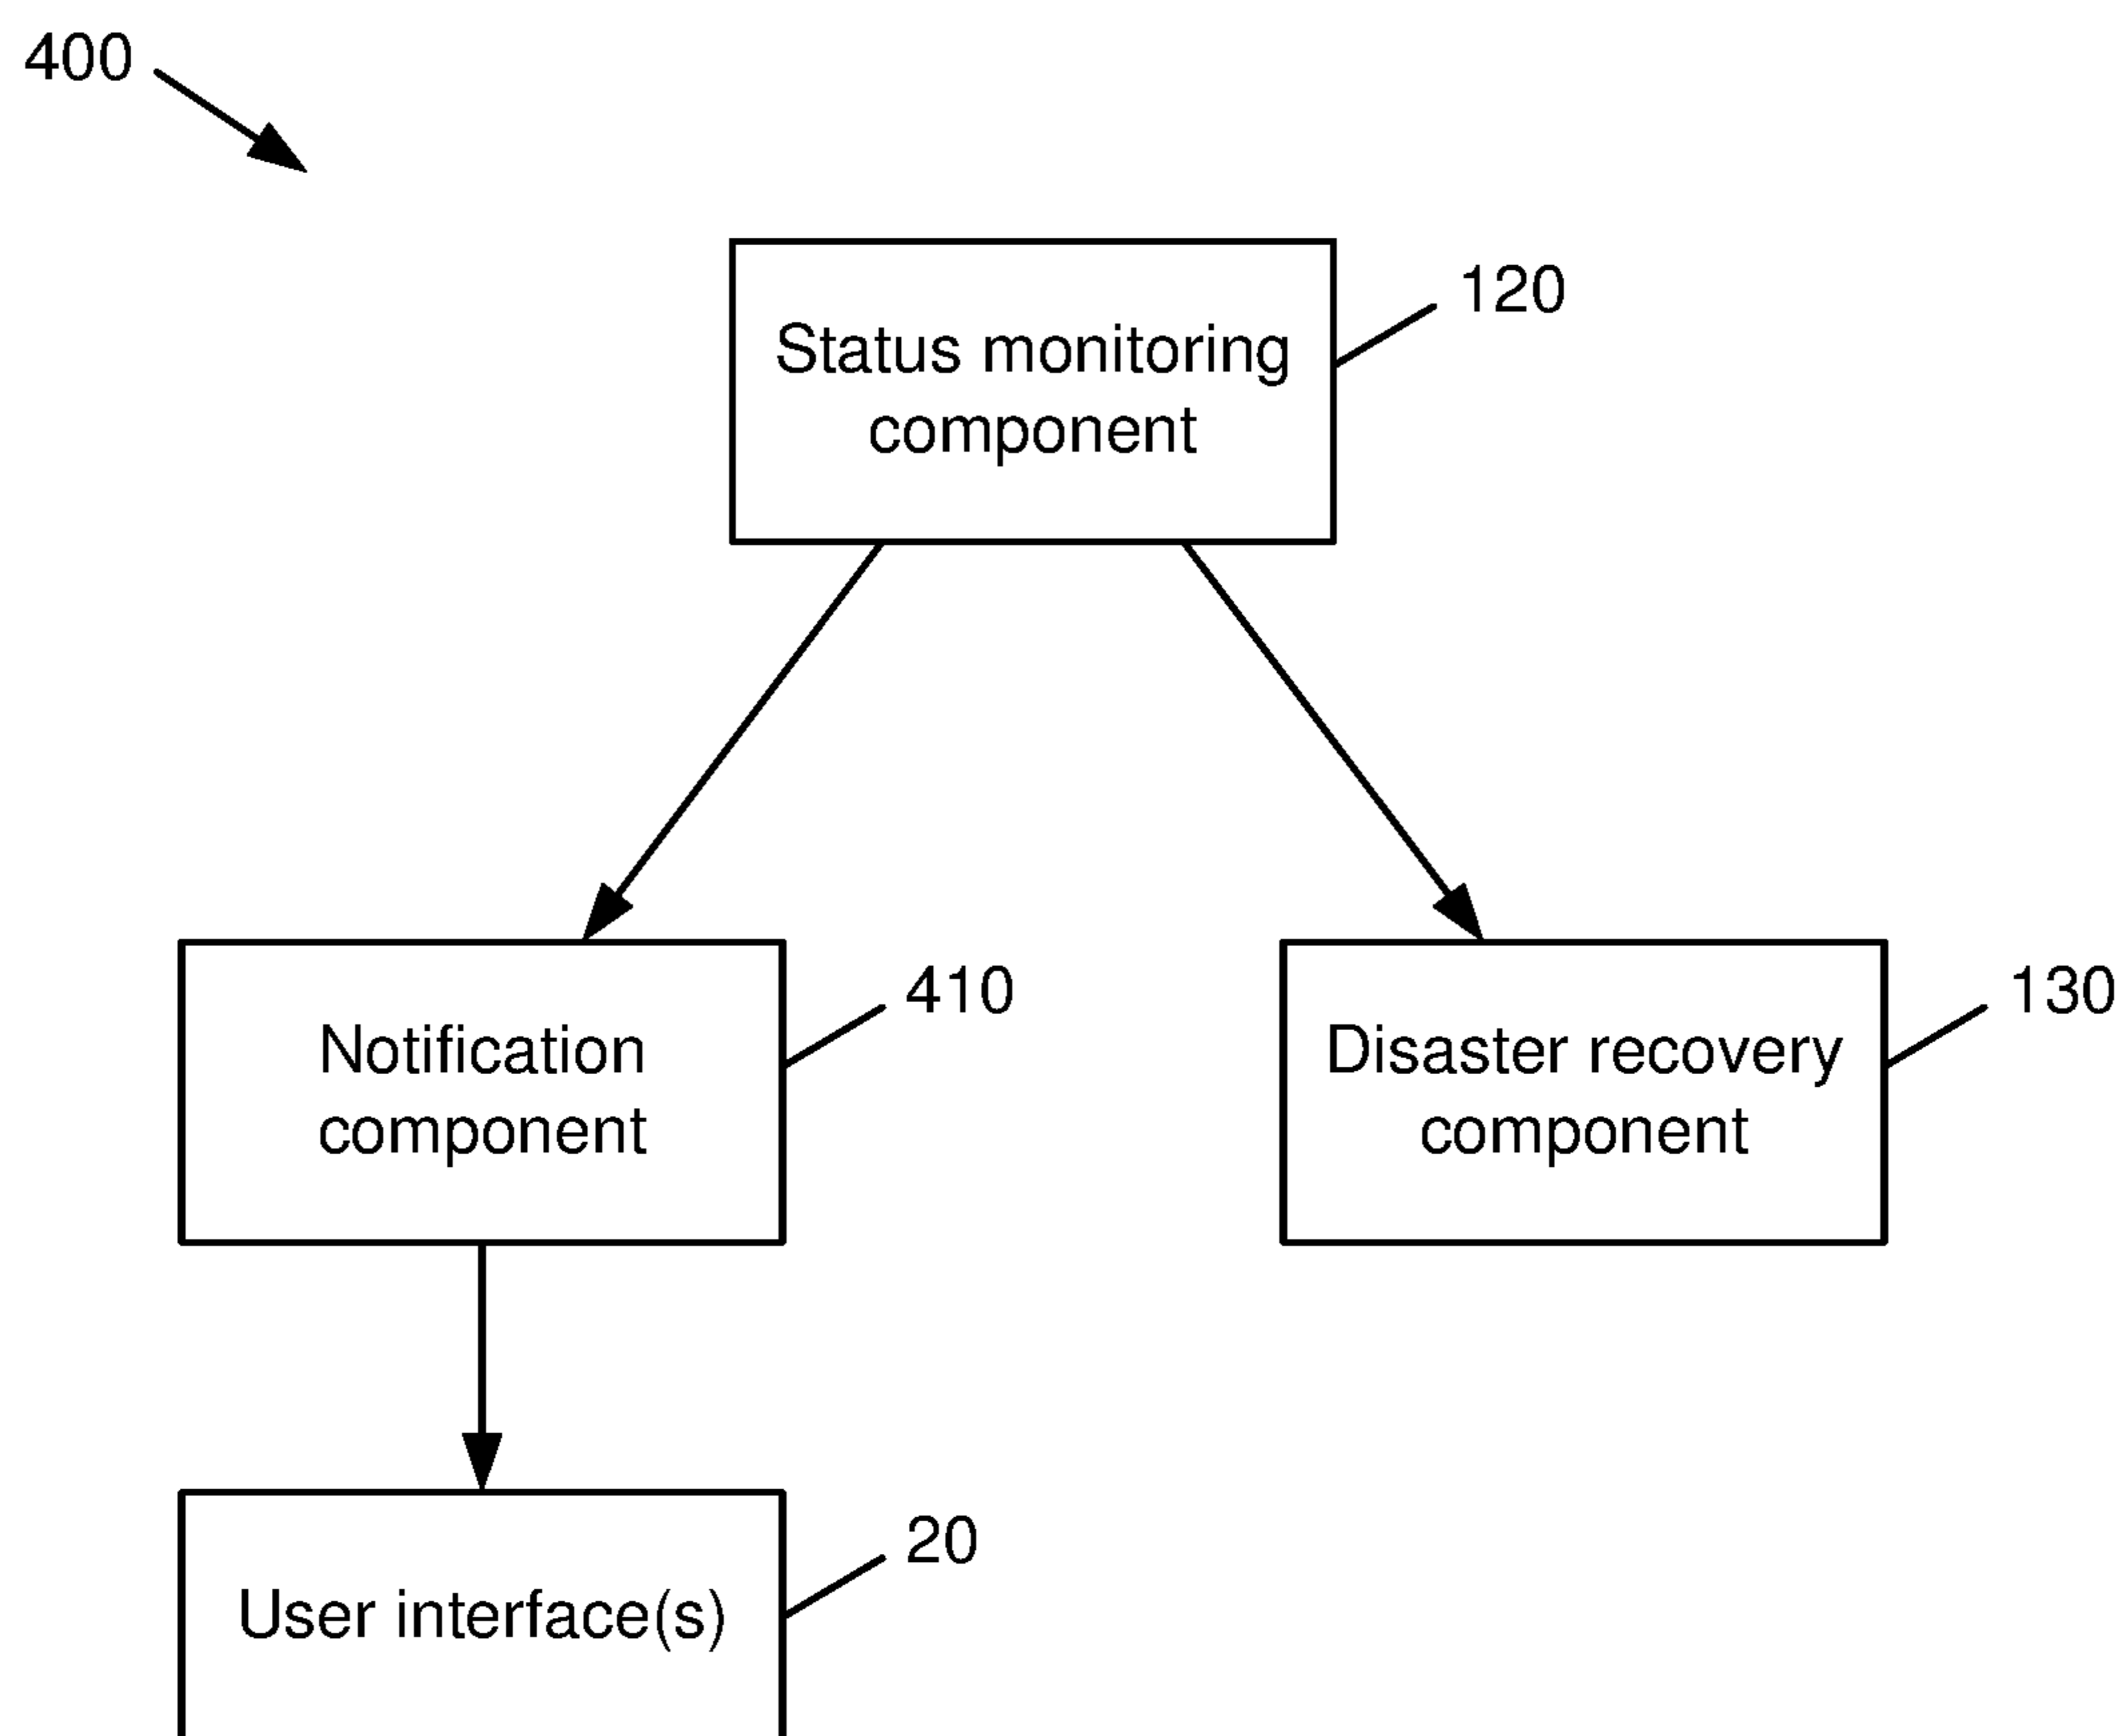 400
120
Status monitoring
component
410
130
Notification
component
Disaster recovery
component
20
User interface(s)